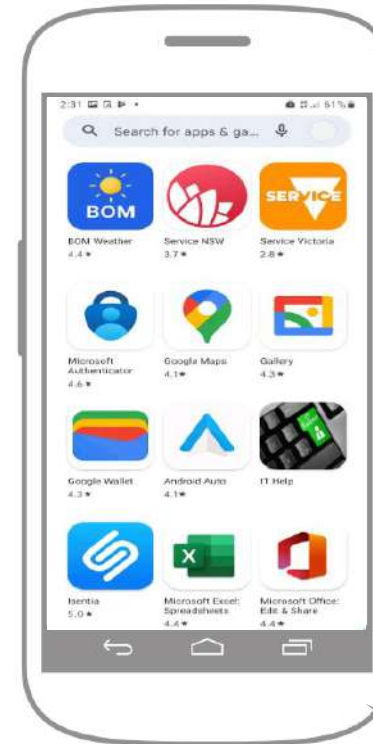 2:31 61%
Search for apps & ga...
BOM
SERVICE
BOM Weather
4.4★
Service NSW
3.7★
Service Victoria
2.8★
Microsoft
Authenticator
4.6★
Google Maps
4.1★
Gallery
4.3★
Google Wallet
4.3★
Android Auto
4.1★
IT Help
X
Isentia
5.0★
Microsoft Excel:
Spreadsheets
4.4★
Microsoft Office:
Edit & Share
4.4★